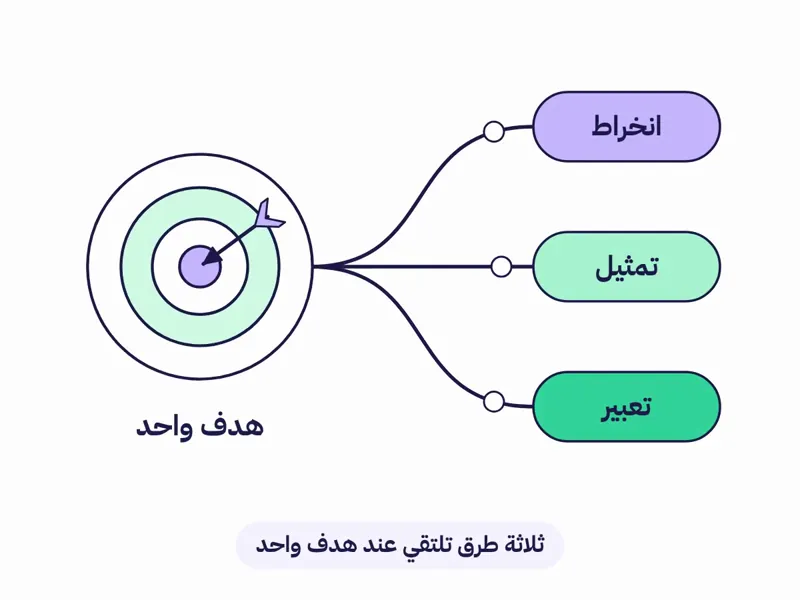 انخراط
تمثيل
تعبير
هدف واحد
ثلاثة طرق تلتقي عند هدف واحد